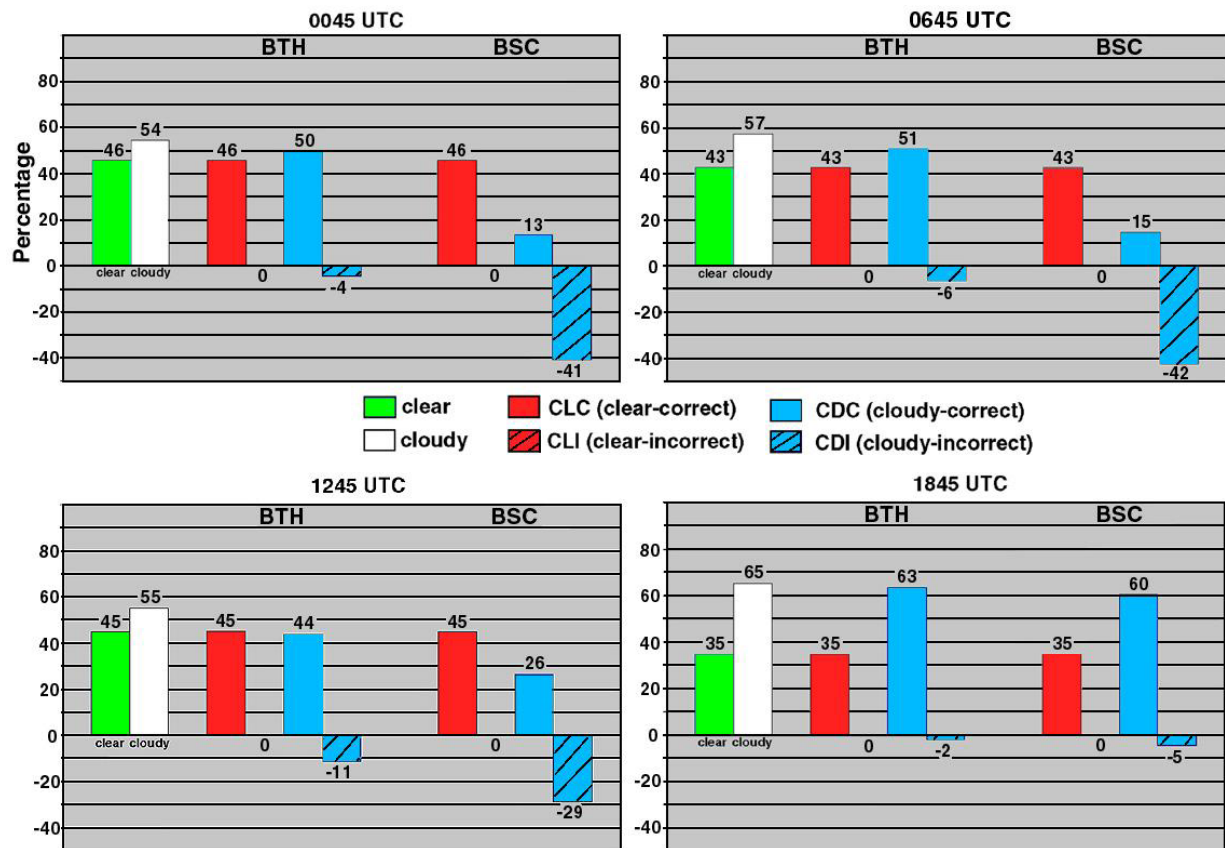 0045 UTC
BTH BSC
Percentage
80
60
40
20
0
-20
-40
46 54 46 0 50 -4 46 0 13 -41
clear cloudy
0645 UTC
BTH BSC
80
60
40
20
0
-20
-40
43 57 43 0 51 -6 43 0 15 -42
clear cloudy
clear CLC (clear-correct) CDC (cloudy-correct)
cloudy CLI (clear-incorrect) CDI (cloudy-incorrect)
1245 UTC
BTH BSC
80
60
40
20
0
-20
-40
45 55 45 0 44 -11 45 0 26 -29
clear cloudy
1845 UTC
BTH BSC
80
60
40
20
0
-20
-40
35 65 35 0 63 -2 35 0 60 -5
clear cloudy